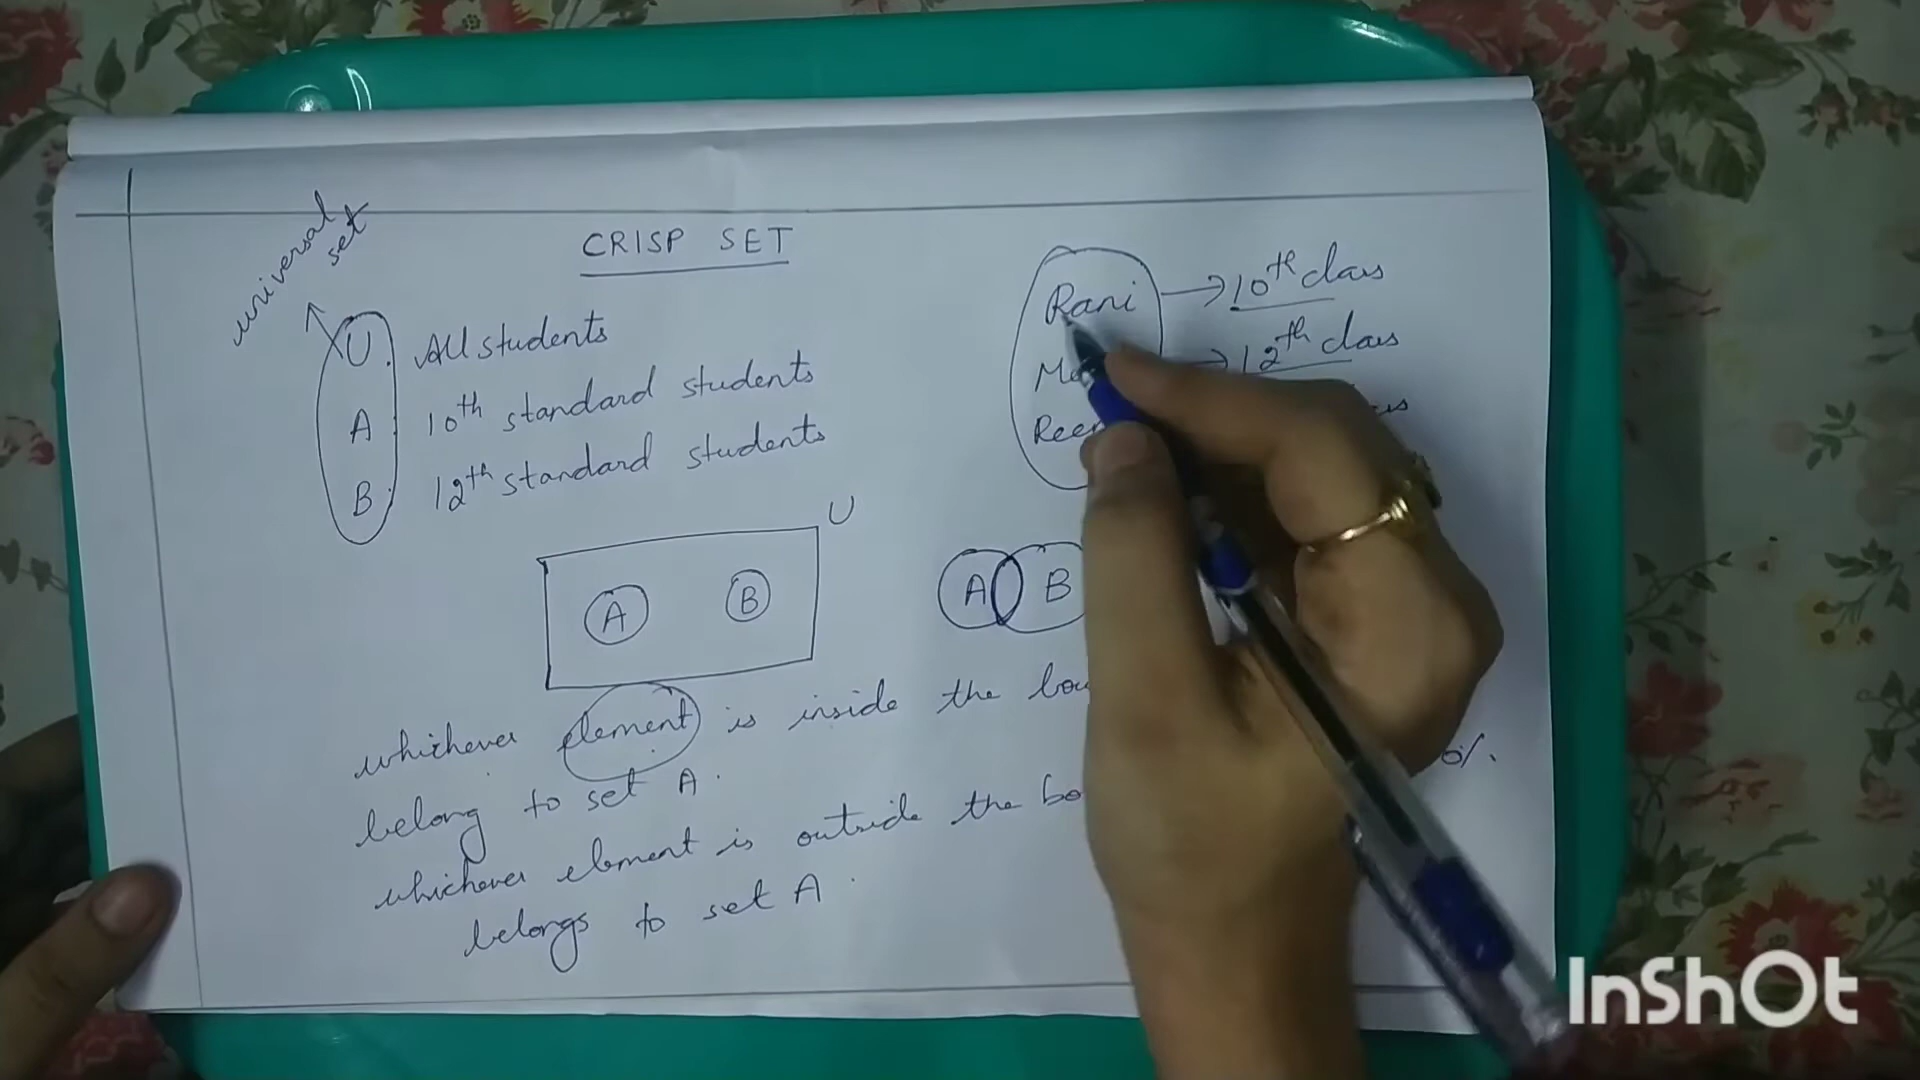 universal
set
CRISP SET
U. All students
A. 10th standard students
B. 12th standard students
U
A
B
Rani → 10th class
→ 12th class
A B
whichever element is inside the
belong to set A.
whichever element is outside the
belongs to set A.
InShOt